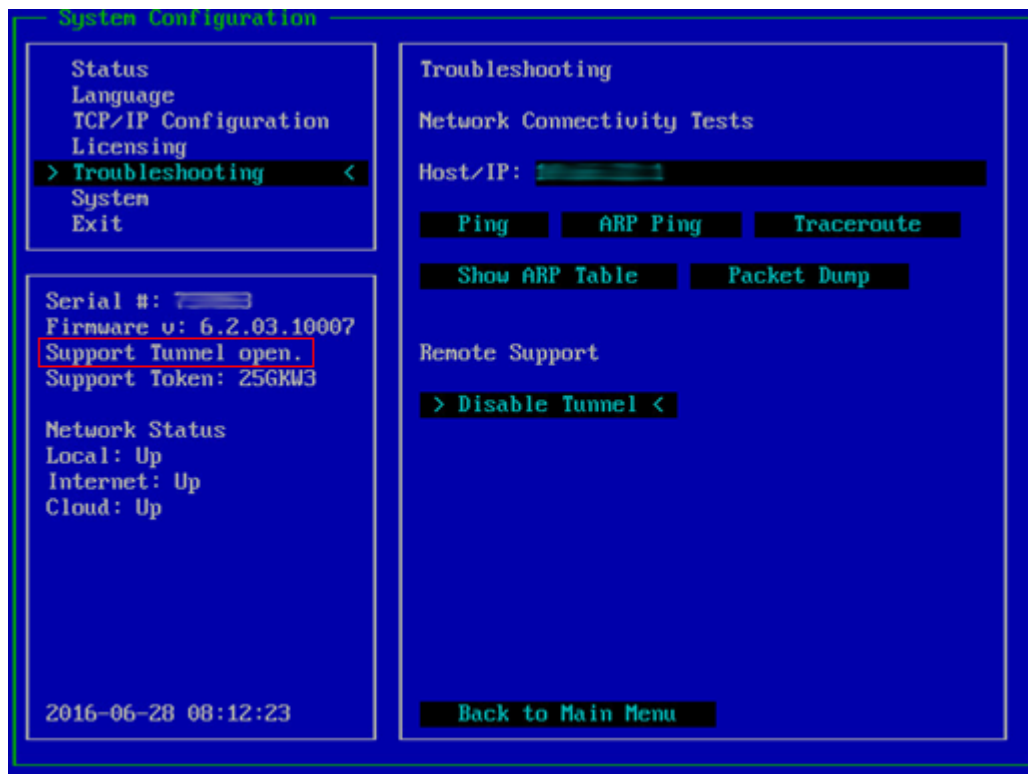 System Configuration
Status
Language
TCP/IP Configuration
Licensing
> Troubleshooting <
System
Exit
Serial #:
Firmware v: 6.2.03.10007
Support Tunnel open.
Support Token: 25GKW3
Network Status
Local: Up
Internet: Up
Cloud: Up
2016-06-28 08:12:23
Troubleshooting
Network Connectivity Tests
Host/IP:
Ping ARP Ping Traceroute
Show ARP Table Packet Dump
Remote Support
> Disable Tunnel <
Back to Main Menu